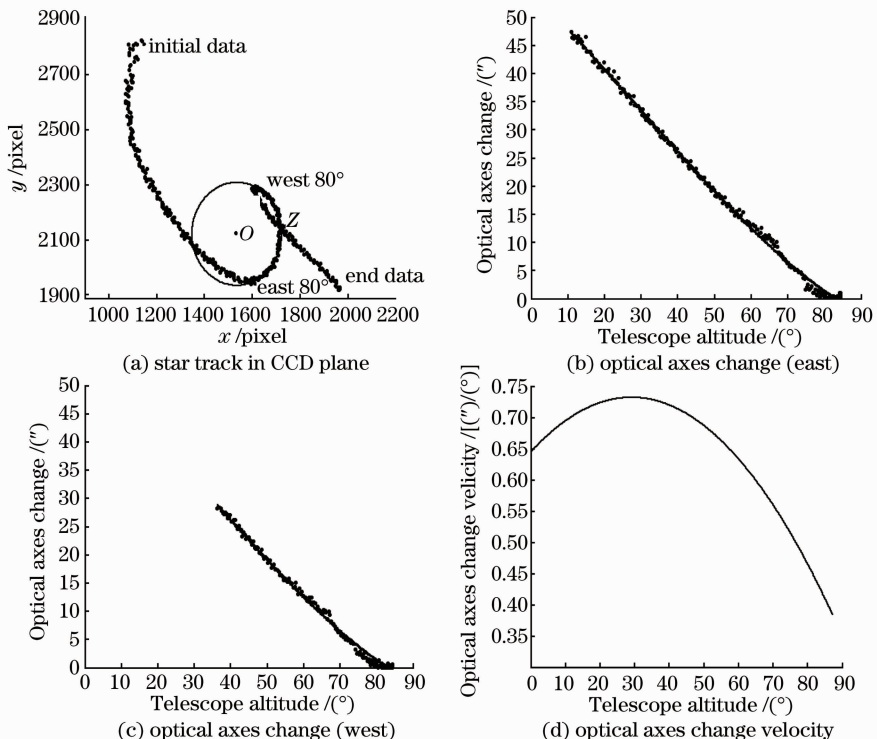 2900
2700
2500
2300
2100
1900
y /pixel
initial data
west 80°
Z
O
end data
east 80°
1000 1200 1400 1600 1800 2000 2200
x /pixel
(a) star track in CCD plane
50
45
40
35
30
25
20
15
10
5
0
Optical axes change /(″)
0 10 20 30 40 50 60 70 80 90
Telescope altitude /(°)
(b) optical axes change (east)
50
45
40
35
30
25
20
15
10
5
0
Optical axes change /(″)
0 10 20 30 40 50 60 70 80 90
Telescope altitude /(°)
(c) optical axes change (west)
0.75
0.70
0.65
0.60
0.55
0.50
0.45
0.40
0.35
Optical axes change velicity /[(″)/(°)]
0 10 20 30 40 50 60 70 80 90
Telescope altitude /(°)
(d) optical axes change velocity